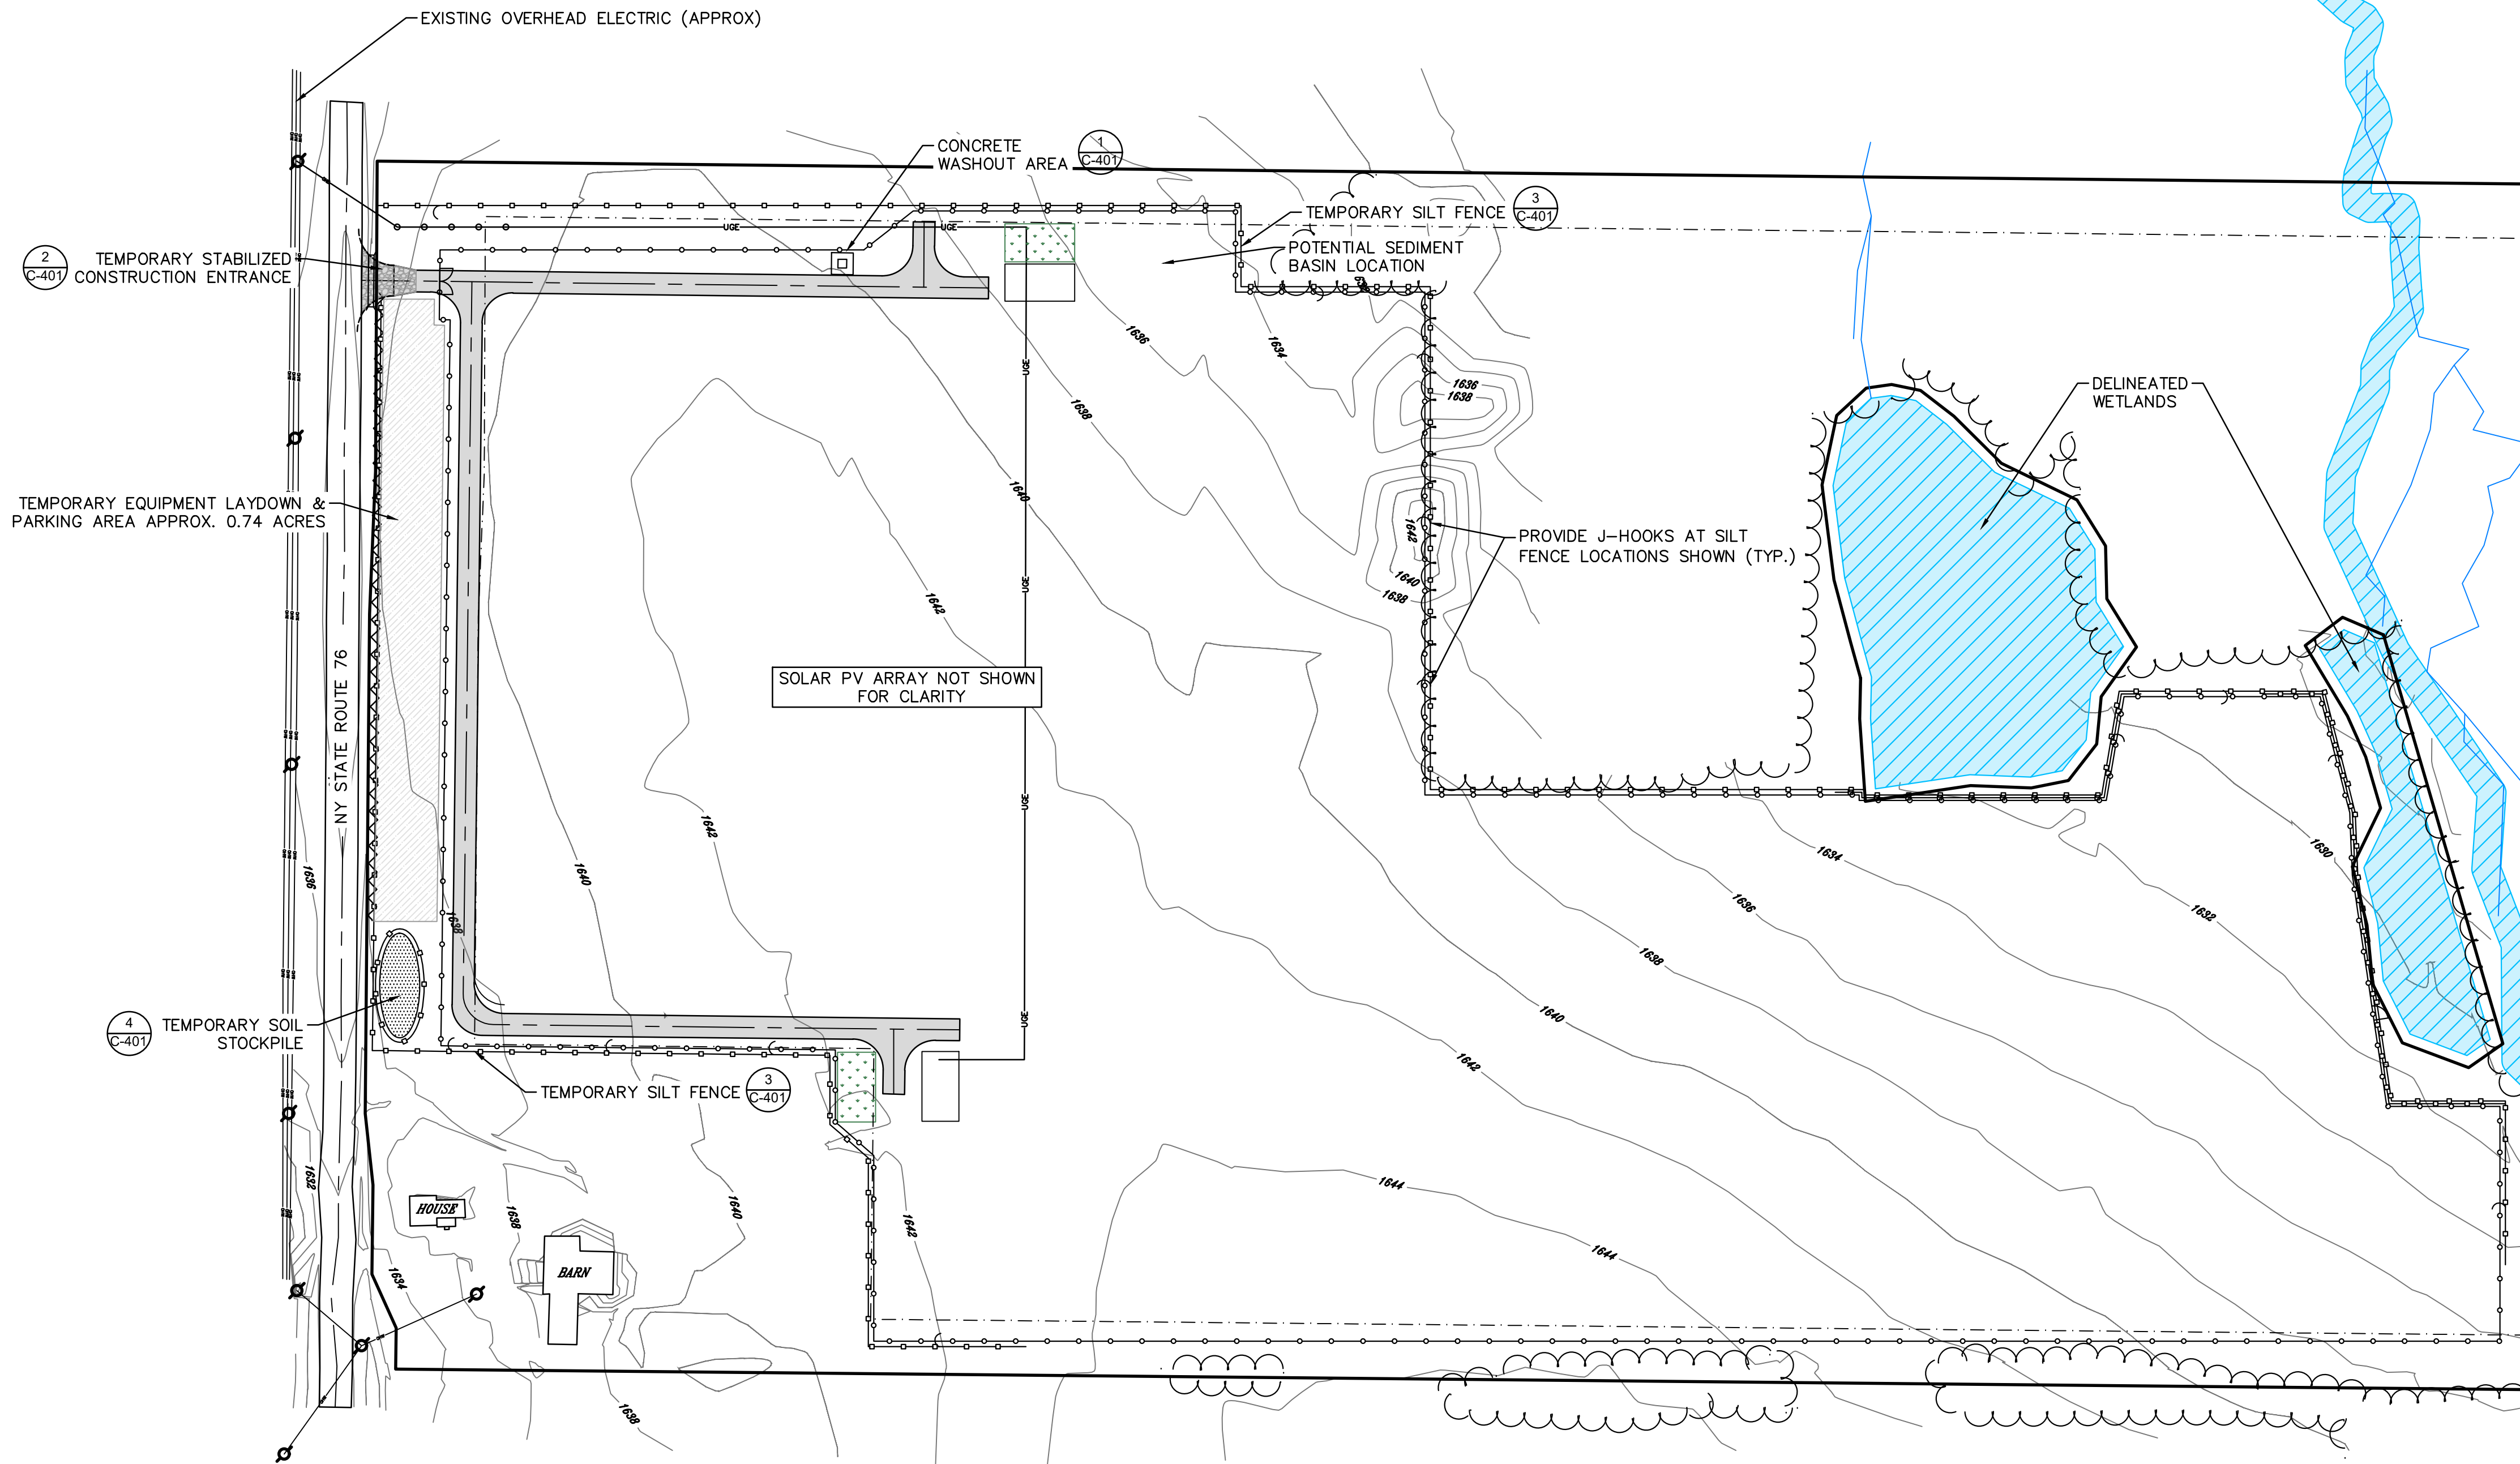 EXISTING OVERHEAD ELECTRIC (APPROX)
CONCRETE
WASHOUT AREA
1
C-401
TEMPORARY SILT FENCE
3
C-401
POTENTIAL SEDIMENT
BASIN LOCATION
2
C-401
TEMPORARY STABILIZED
CONSTRUCTION ENTRANCE
UGE
UGE
UGE
UGE
UGE
UGE
1636
1634
1638
1636
1638
DELINEATED
WETLANDS
TEMPORARY EQUIPMENT LAYDOWN &
PARKING AREA APPROX. 0.74 ACRES
1640
1642
1640
1638
PROVIDE J-HOOKS AT SILT
FENCE LOCATIONS SHOWN (TYP.)
1642
SOLAR PV ARRAY NOT SHOWN
FOR CLARITY
NY STATE ROUTE 76
1642
1640
1636
1638
1634
1636
1638
1630
1632
1640
1642
4
C-401
TEMPORARY SOIL
STOCKPILE
TEMPORARY SILT FENCE
3
C-401
1632
HOUSE
1638
1640
1642
1644
1644
BARN
1634
1638